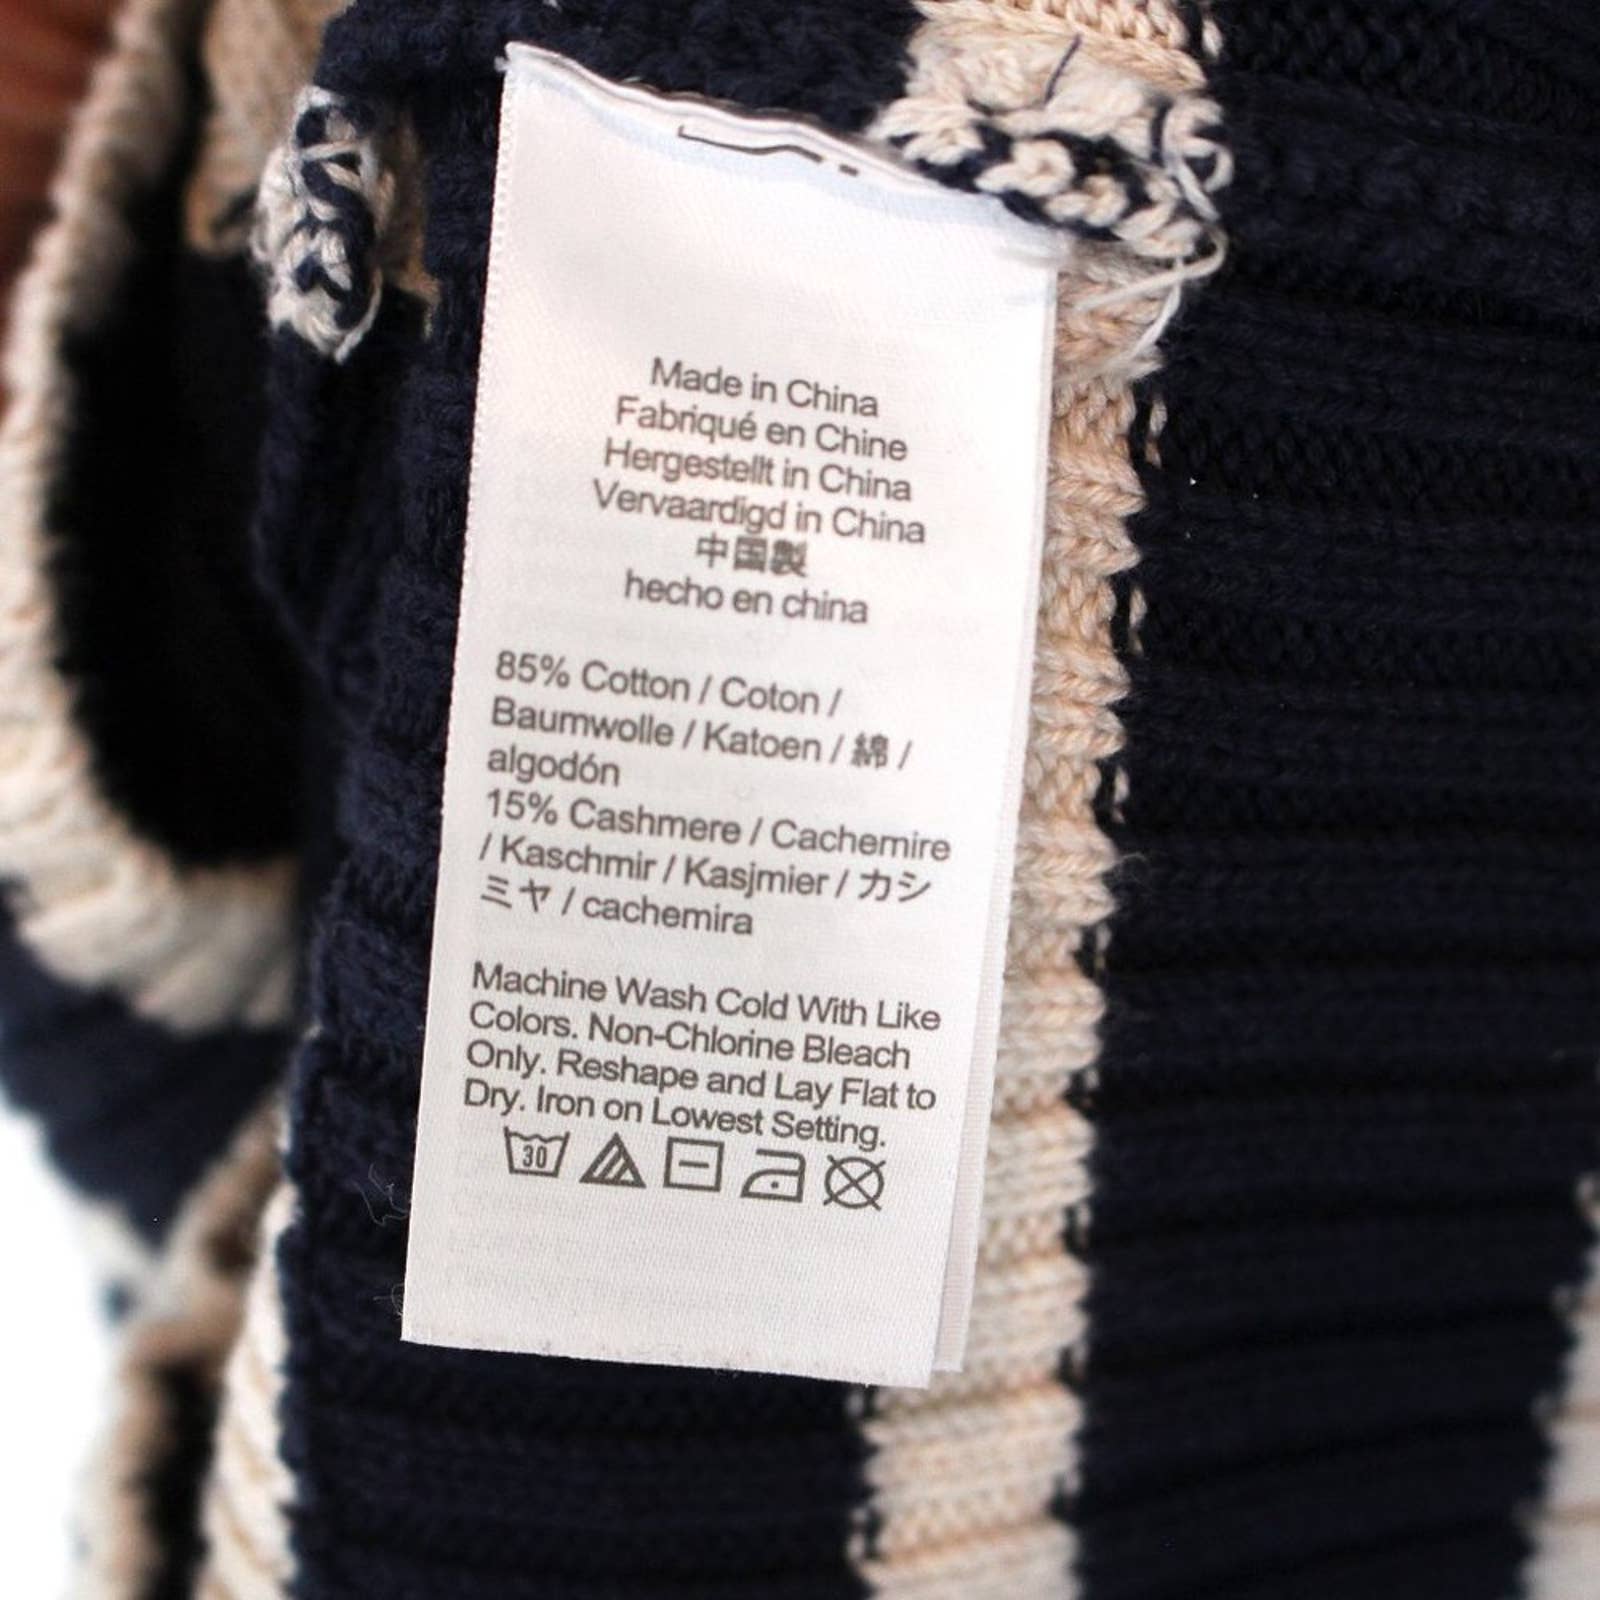 Made in China
Fabriqué en Chine
Hergestellt in China
Vervaardigd in China
中国製
hecho en china
85% Cotton / Coton /
Baumwolle / Katoen / 綿 /
algodón
15% Cashmere / Cachemire
/ Kaschmir / Kasjmier / カシ
ミヤ / cachemira
Machine Wash Cold With Like
Colors. Non-Chlorine Bleach
Only. Reshape and Lay Flat to
Dry. Iron on Lowest Setting.
30